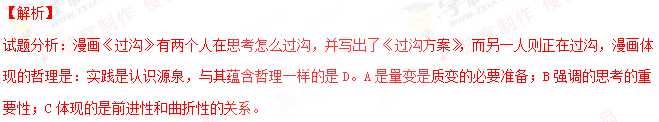 【解析】
试题分析：漫画《过沟》有两个人在思考怎么过沟，并写出了《过沟方案》，而另一人则正在过沟，漫画体
现的哲理是：实践是认识源泉，与其蕴含哲理一样的是 D。A 是量变是质变的必要准备；B 强调的思考的重
要性；C 体现的是前进性和曲折性的关系。